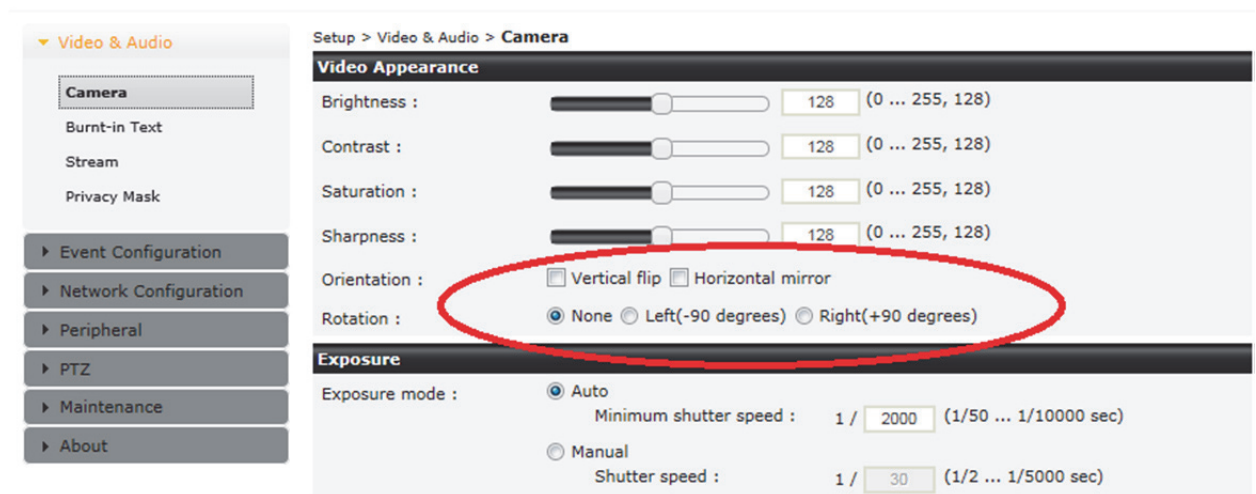 Video & Audio
Camera
Burnt-in Text
Stream
Privacy Mask
Event Configuration
Network Configuration
Peripheral
PTZ
Maintenance
About
Setup > Video & Audio > Camera
Video Appearance
Brightness : 128 (0 ... 255, 128)
Contrast : 128 (0 ... 255, 128)
Saturation : 128 (0 ... 255, 128)
Sharpness : 128 (0 ... 255, 128)
Orientation : Vertical flip Horizontal mirror
Rotation : None Left(-90 degrees) Right(+90 degrees)
Exposure
Exposure mode : Auto
Minimum shutter speed : 1 / 2000 (1/50 ... 1/10000 sec)
Manual
Shutter speed : 1 / 30 (1/2 ... 1/5000 sec)